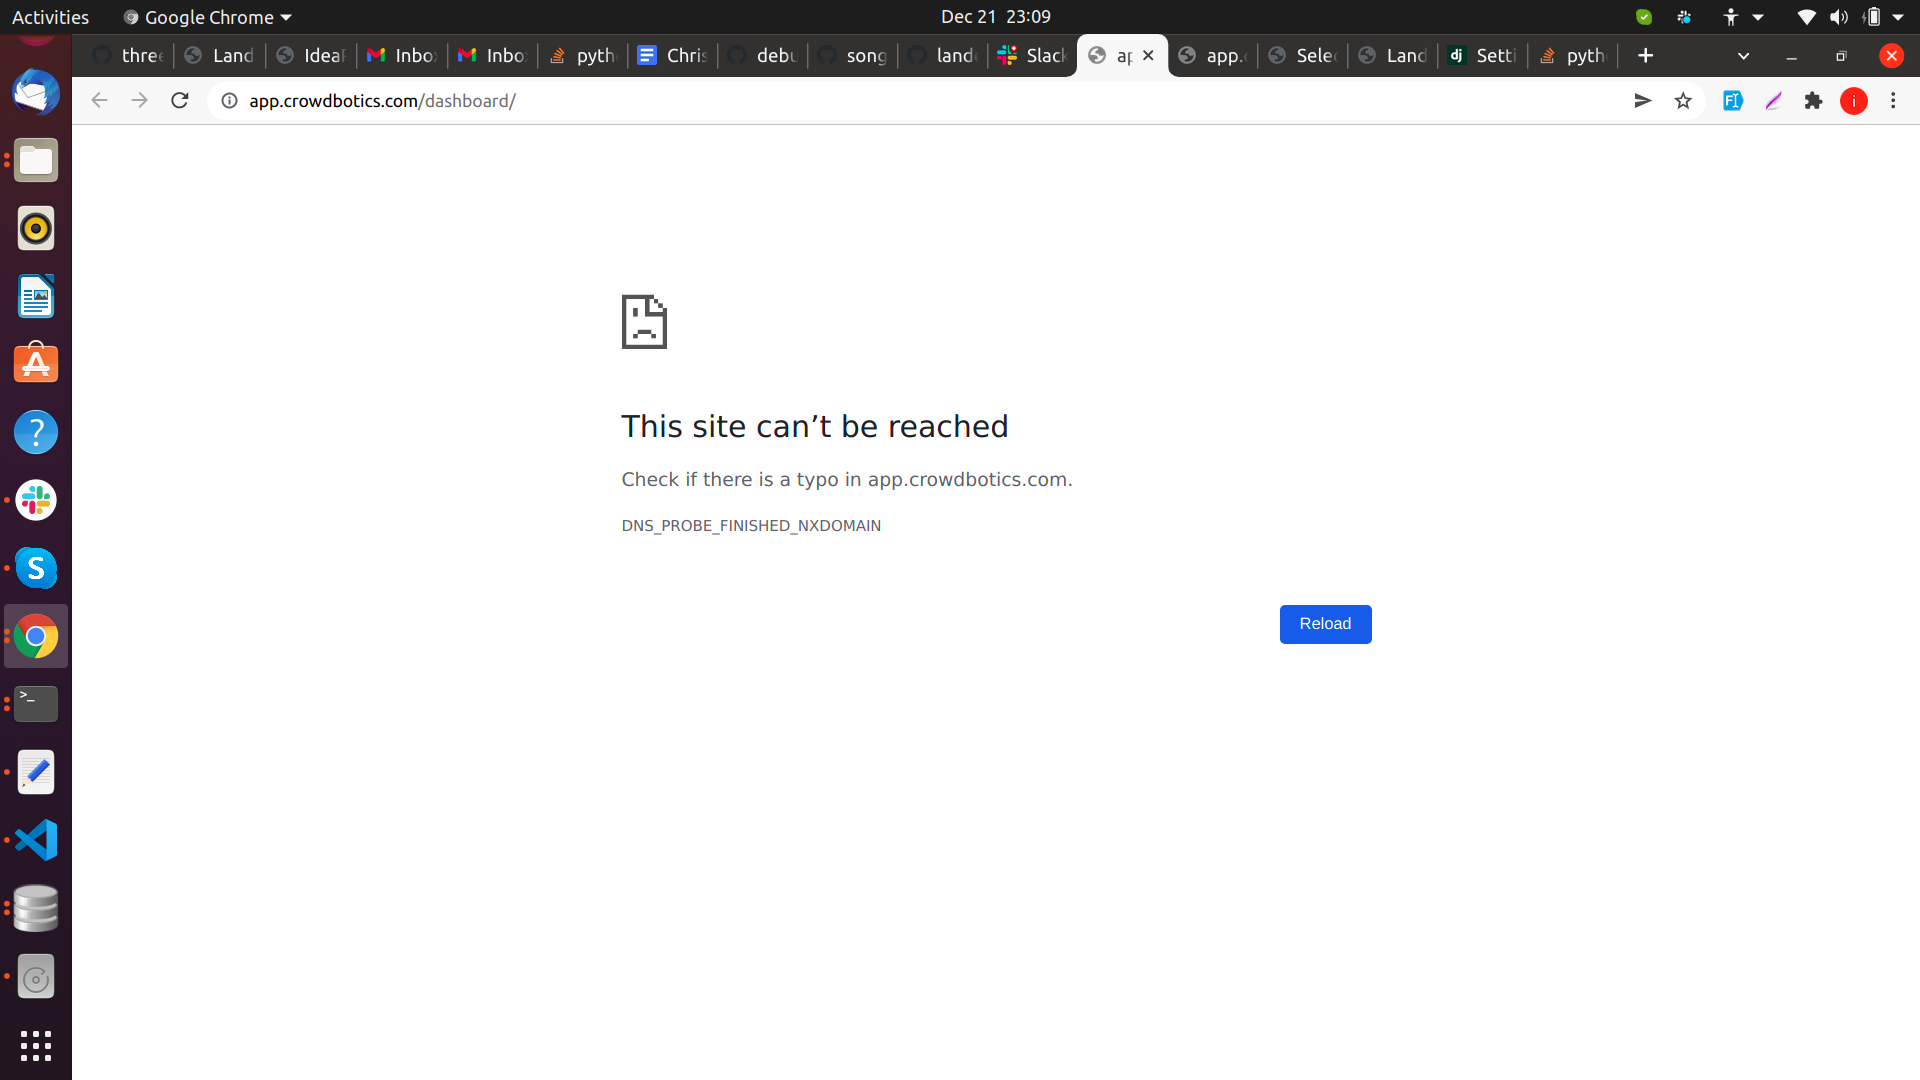 Activities Google Chrome Dec 21 23:09
three Land Idea Inbo Inbo pyth Chris debu song land Slack ap app. Sele Land Setti pyth
app.crowdbotics.com/dashboard/
This site can’t be reached
Check if there is a typo in app.crowdbotics.com.
DNS_PROBE_FINISHED_NXDOMAIN
Reload